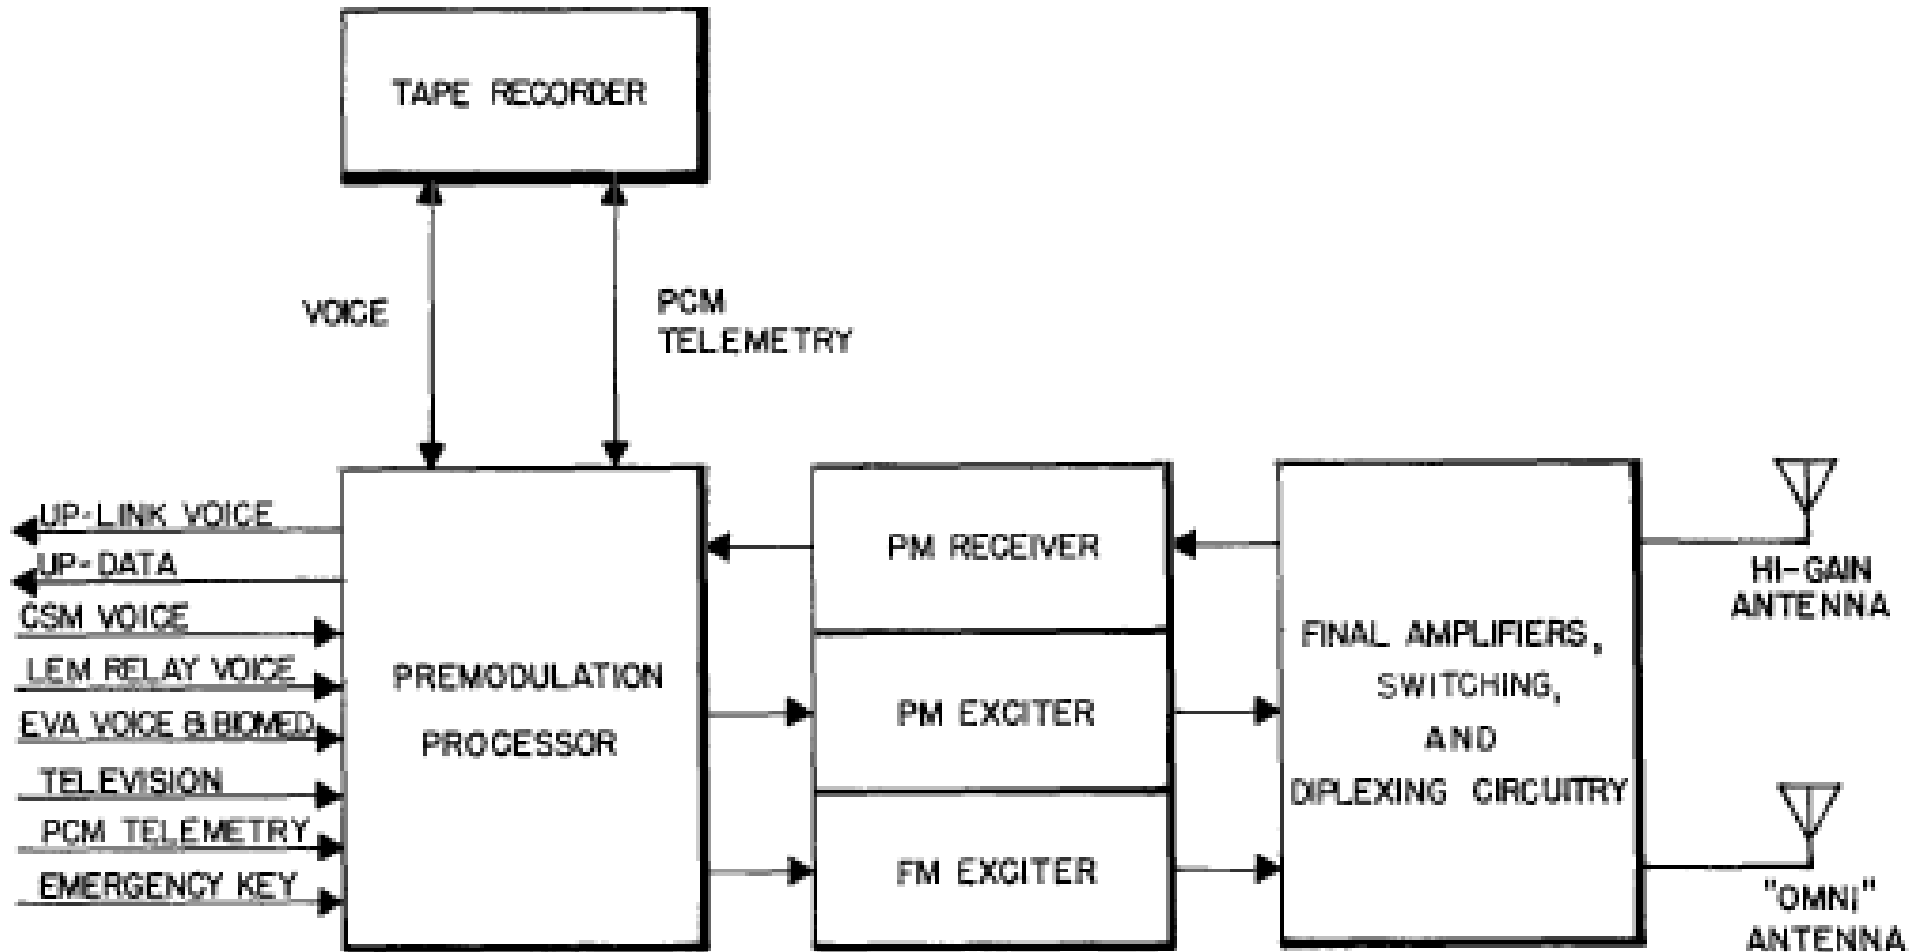 TAPE RECORDER
VOICE
PCM
TELEMETRY
UP-LINK VOICE
UP-DATA
CSM VOICE
LEM RELAY VOICE
EVA VOICE & BIOMED
TELEVISION
PCM TELEMETRY
EMERGENCY KEY
PREMODULATION
PROCESSOR
PM RECEIVER
PM EXCITER
FM EXCITER
FINAL AMPLIFIERS,
SWITCHING,
AND
DIPLEXING CIRCUITRY
HI-GAIN
ANTENNA
"OMNI"
ANTENNA